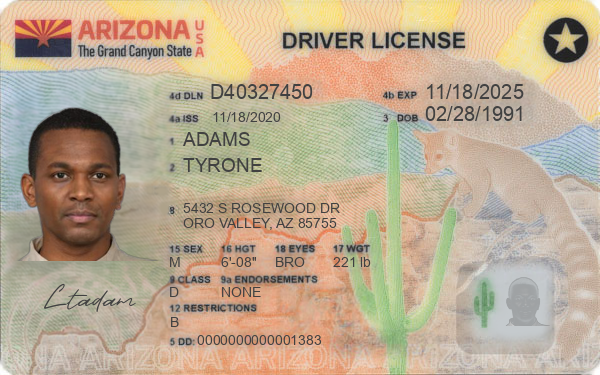 ARIZONA USA
The Grand Canyon State
DRIVER LICENSE
4d DLN D40327450 4b EXP 11/18/2025
4a ISS 11/18/2020 3 DOB 02/28/1991
1 ADAMS
2 TYRONE
8 5432 S ROSEWOOD DR
ORO VALLEY, AZ 85755
15 SEX 16 HGT 18 EYES 17 WGT
M 6'-08" BRO 221 lb
9 CLASS 9a ENDORSEMENTS
D NONE
12 RESTRICTIONS
B
Ltadam
5 DD: 0000000000001383
ARIZONA ARIZONA ARIZONA ARIZONA